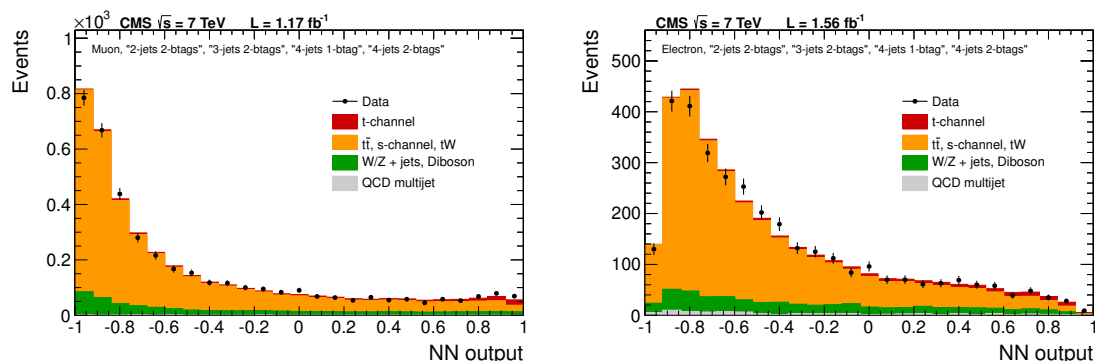 ×10³ CMS √s = 7 TeV L = 1.17 fb⁻¹
Events
Muon, "2-jets 2-btags", "3-jets 2-btags", "4-jets 1-btag", "4-jets 2-btags"
1
0.8
0.6
0.4
0.2
0
Data
t-channel
tt̄, s-channel, tW
W/Z + jets, Diboson
QCD multijet
-1 -0.8 -0.6 -0.4 -0.2 0 0.2 0.4 0.6 0.8 1
NN output
CMS √s = 7 TeV L = 1.56 fb⁻¹
Events
Electron, "2-jets 2-btags", "3-jets 2-btags", "4-jets 1-btag", "4-jets 2-btags"
500
400
300
200
100
0
Data
t-channel
tt̄, s-channel, tW
W/Z + jets, Diboson
QCD multijet
-1 -0.8 -0.6 -0.4 -0.2 0 0.2 0.4 0.6 0.8 1
NN output